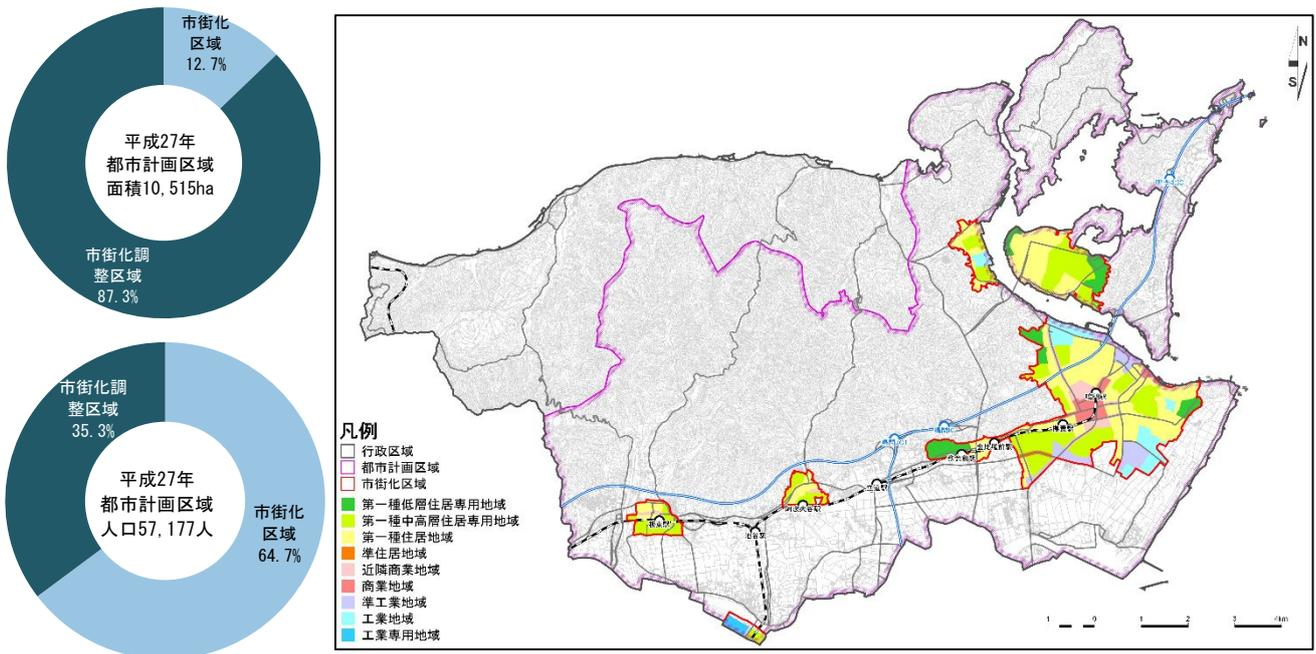 市街化
区域
12.7%
平成27年
都市計画区域
面積10,515ha
市街化調
整区域
87.3%
市街化調
整区域
35.3%
平成27年
都市計画区域
人口57,177人
市街化
区域
64.7%
N
S
凡例
行政区域
都市計画区域
市街化区域
第一種低層住居専用地域
第一種中高層住居専用地域
第一種住居地域
準住居地域
近隣商業地域
商業地域
準工業地域
工業地域
工業専用地域
1 0 1 2 3 4km